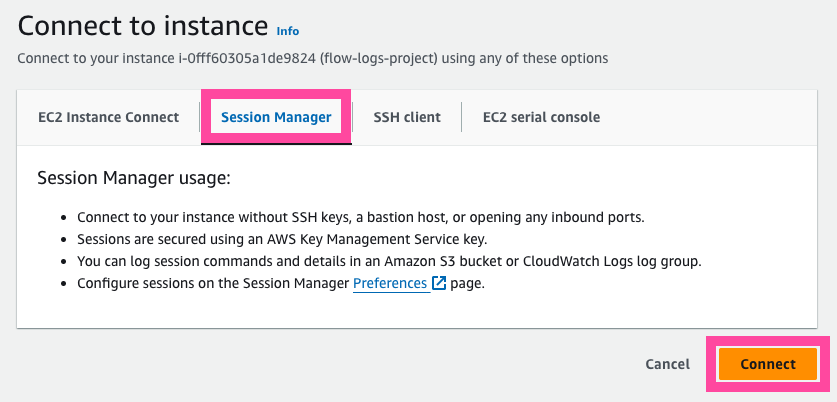 Connect to instance Info
Connect to your instance i-0fff60305a1de9824 (flow-logs-project) using any of these options
EC2 Instance Connect
Session Manager
SSH client
EC2 serial console
Session Manager usage:
• Connect to your instance without SSH keys, a bastion host, or opening any inbound ports.
• Sessions are secured using an AWS Key Management Service key.
• You can log session commands and details in an Amazon S3 bucket or CloudWatch Logs log group.
• Configure sessions on the Session Manager Preferences page.
Cancel
Connect